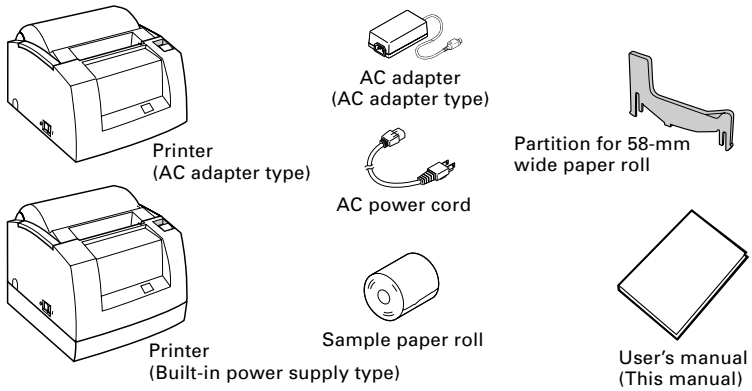 Printer
(AC adapter type)
AC adapter
(AC adapter type)
Partition for 58-mm
wide paper roll
AC power cord
Printer
(Built-in power supply type)
Sample paper roll
User's manual
(This manual)